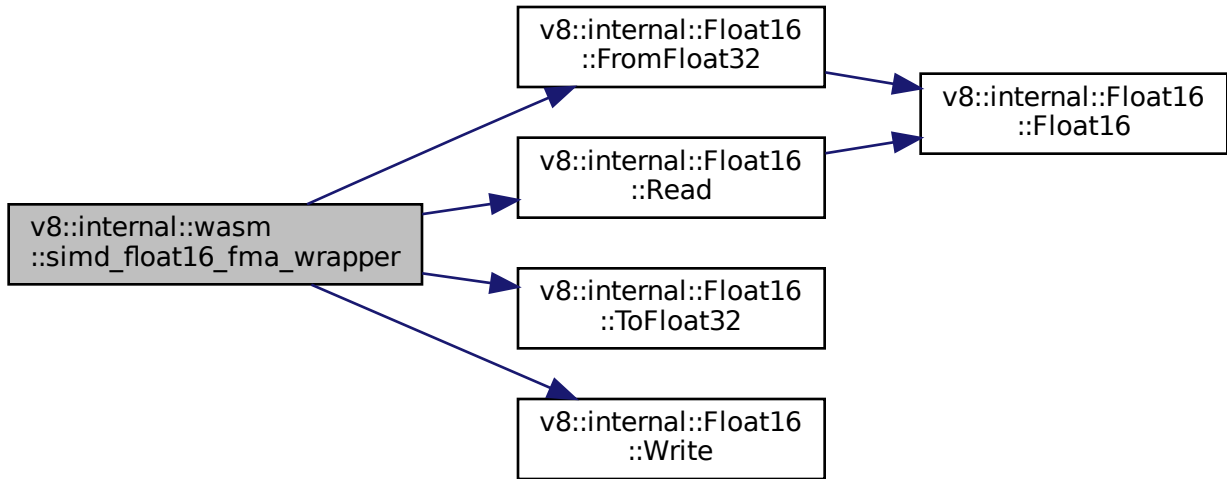 v8::internal::wasm
::simd_float16_fma_wrapper
v8::internal::Float16
::FromFloat32
v8::internal::Float16
::Read
v8::internal::Float16
::ToFloat32
v8::internal::Float16
::Write
v8::internal::Float16
::Float16